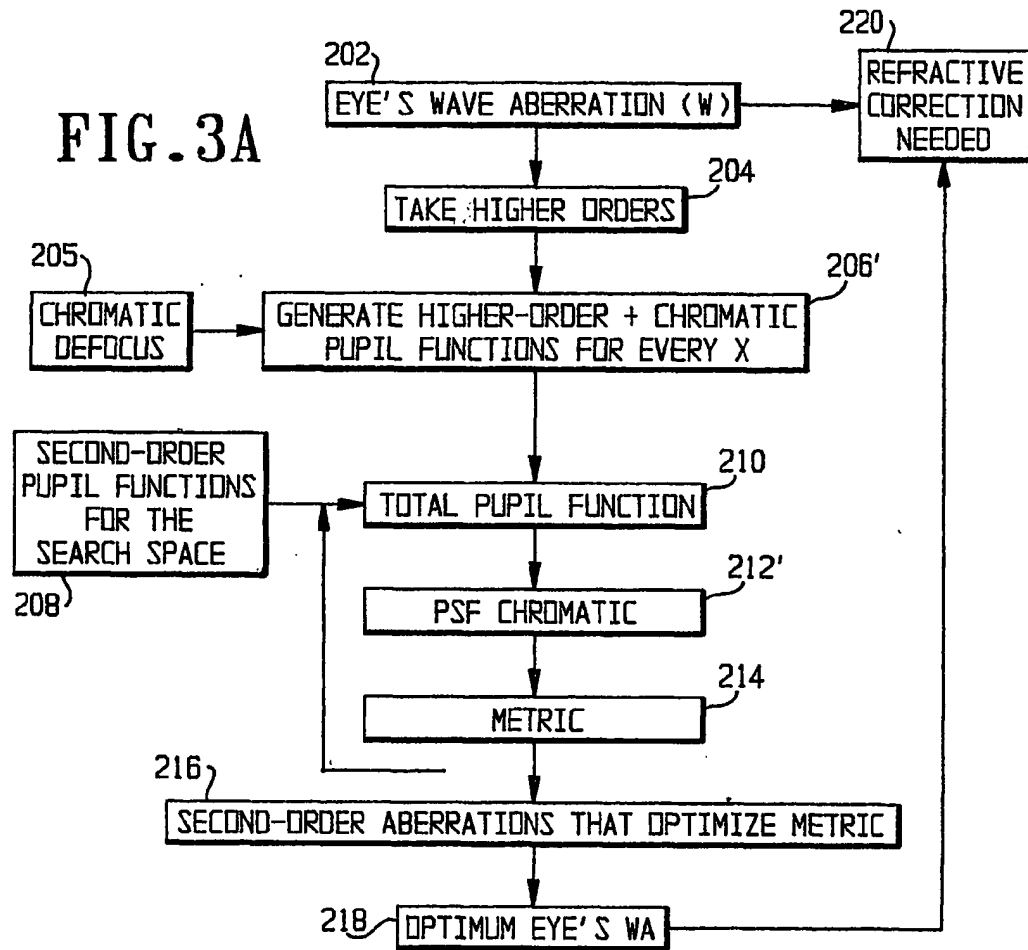 FIG.3A
202
EYE'S WAVE ABERRATION (W)
220
REFRACTIVE
CORRECTION
NEEDED
204
TAKE HIGHER ORDERS
205
CHROMATIC
DEFOCUS
206'
GENERATE HIGHER-ORDER + CHROMATIC
PUPIL FUNCTIONS FOR EVERY X
SECOND-ORDER
PUPIL FUNCTIONS
FOR THE
SEARCH SPACE
208
210
TOTAL PUPIL FUNCTION
212'
PSF CHROMATIC
214
METRIC
216
SECOND-ORDER ABERRATIONS THAT OPTIMIZE METRIC
218
OPTIMUM EYE'S WA